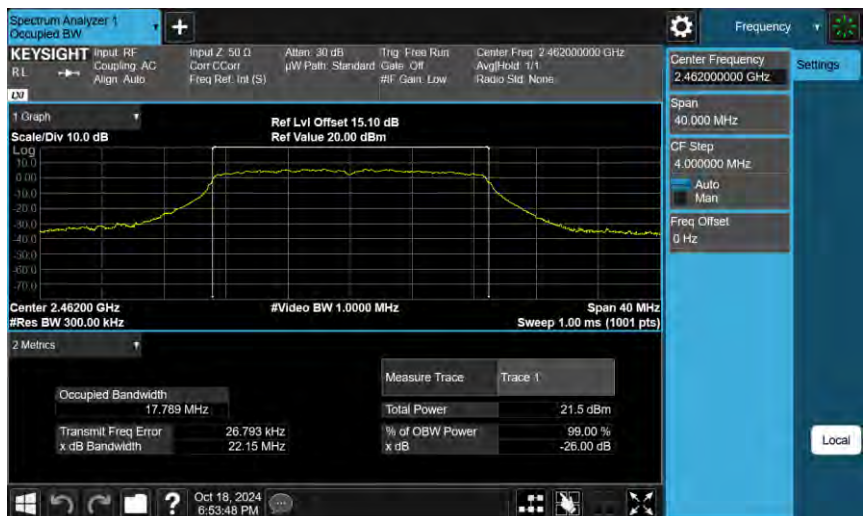 Spectrum Analyzer 1
Occupied BW
+
Frequency
KEYSIGHT
RL
LXI
Input: RF
Coupling: AC
Align: Auto
Input Z: 50 Ω
Corr CCorr
Freq Ref: Int (S)
Atten: 30 dB
µW Path: Standard
Trig: Free Run
Gate: Off
#IF Gain: Low
Center Freq: 2.462000000 GHz
Avg|Hold: 1/1
Radio Std: None
Center Frequency
2.462000000 GHz
Settings
Span
40.000 MHz
CF Step
4.000000 MHz
Auto
Man
Freq Offset
0 Hz
Local
1 Graph
Scale/Div 10.0 dB
Ref Lvl Offset 15.10 dB
Ref Value 20.00 dBm
Log
10.0
0.00
-10.0
-20.0
-30.0
-40.0
-50.0
-60.0
-70.0
Center 2.46200 GHz
#Video BW 1.0000 MHz
Span 40 MHz
#Res BW 300.00 kHz
Sweep 1.00 ms (1001 pts)
2 Metrics
Measure Trace
Trace 1
Occupied Bandwidth
17.789 MHz
Total Power
21.5 dBm
Transmit Freq Error
26.793 kHz
% of OBW Power
99.00 %
x dB Bandwidth
22.15 MHz
x dB
-26.00 dB
?
Oct 18, 2024
6:53:48 PM